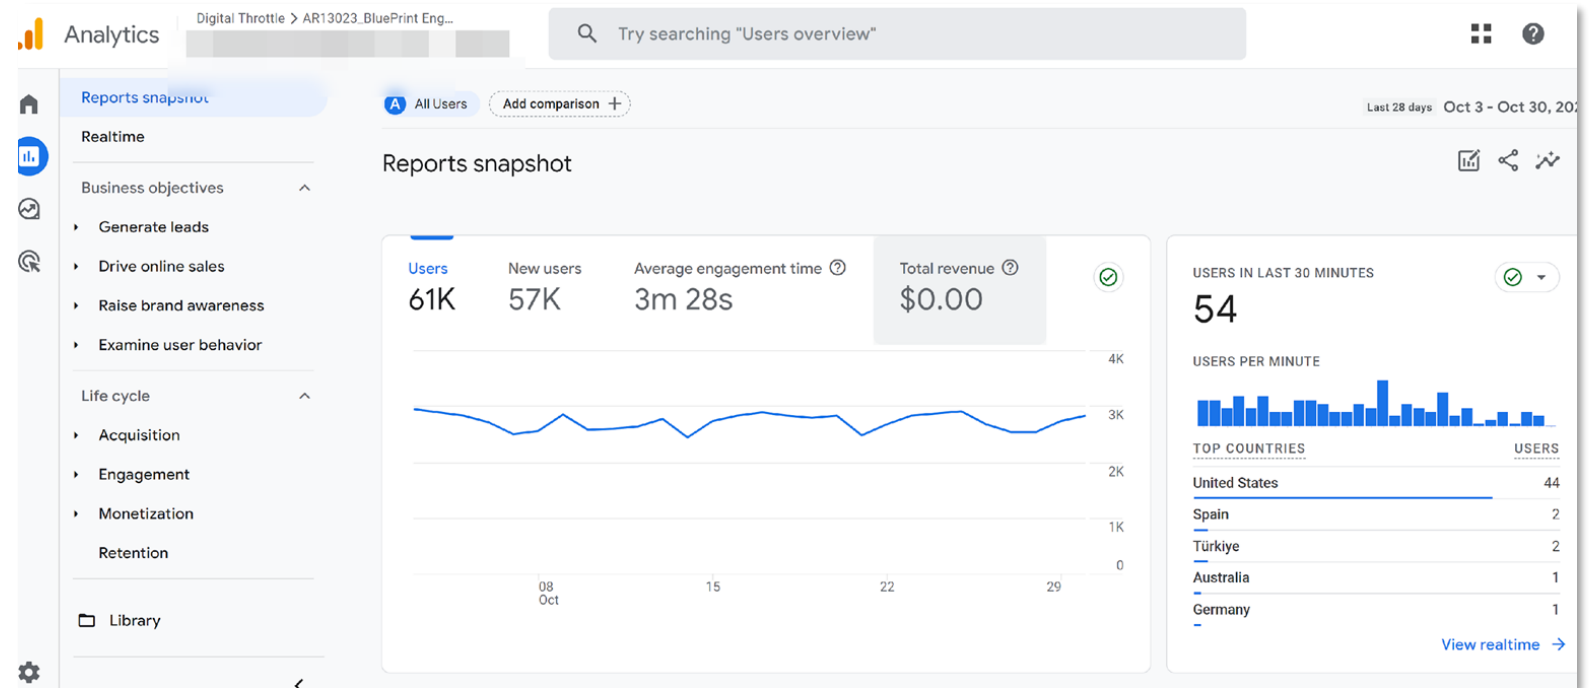 Analytics
Digital Throttle > AR13023_BluePrint Eng...
Try searching "Users overview"
Reports snapshot
Realtime
Business objectives
Generate leads
Drive online sales
Raise brand awareness
Examine user behavior
Life cycle
Acquisition
Engagement
Monetization
Retention
Library
A All Users
Add comparison +
Last 28 days Oct 3 - Oct 30, 202
Reports snapshot
Users
61K
New users
57K
Average engagement time
3m 28s
Total revenue
$0.00
4K
3K
2K
1K
0
08
Oct
15
22
29
USERS IN LAST 30 MINUTES
54
USERS PER MINUTE
TOP COUNTRIES USERS
United States 44
Spain 2
Türkiye 2
Australia 1
Germany 1
View realtime